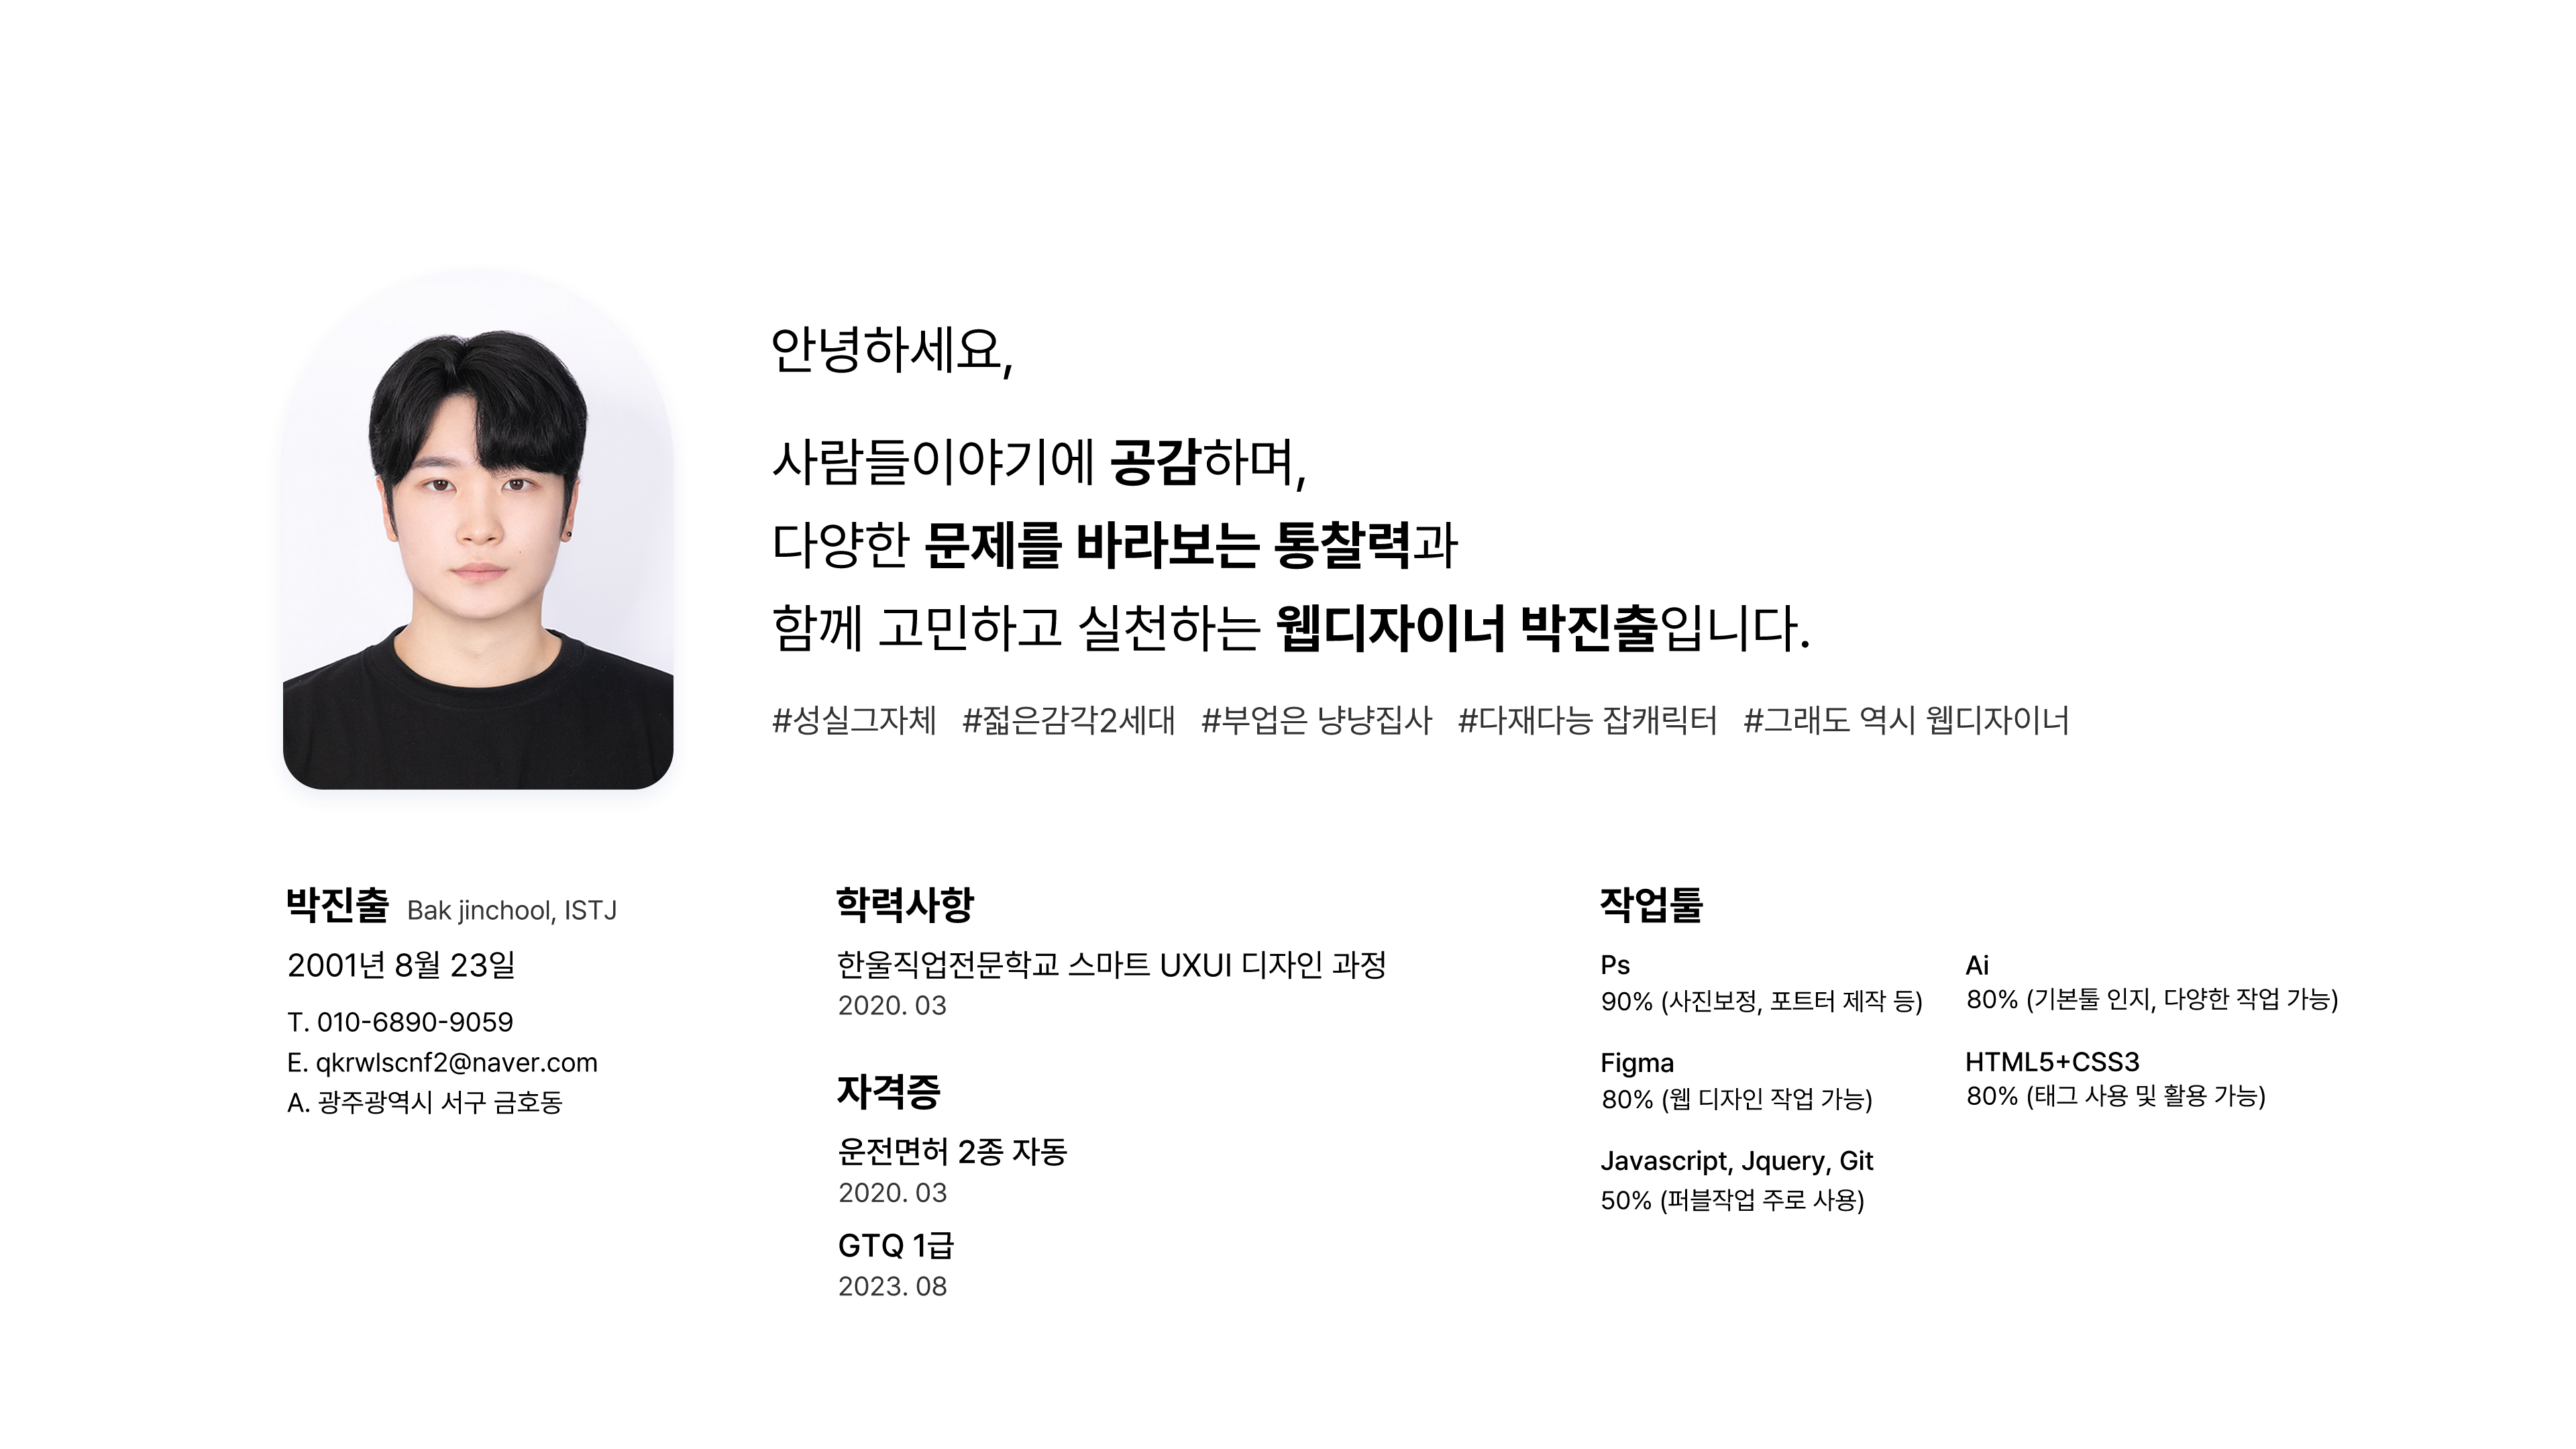 안녕하세요,
사람들이야기에 공감하며,
다양한 문제를 바라보는 통찰력과
함께 고민하고 실천하는 웹디자이너 박진출입니다.
#성실그자체 #젋은감각2세대 #부업은 냥냥집사 #다재다능 잡캐릭터 #그래도 역시 웹디자이너
박진출 Bak jinchool, ISTJ
2001년 8월 23일
T. 010-6890-9059
E. qkrwlscnf2@naver.com
A. 광주광역시 서구 금호동
학력사항
한울직업전문학교 스마트 UXUI 디자인 과정
2020. 03
자격증
운전면허 2종 자동
2020. 03
GTQ 1급
2023. 08
작업툴
Ps
90% (사진보정, 포트터 제작 등)
Ai
80% (기본툴 인지, 다양한 작업 가능)
Figma
80% (웹 디자인 작업 가능)
HTML5+CSS3
80% (태그 사용 및 활용 가능)
Javascript, Jquery, Git
50% (퍼블작업 주로 사용)